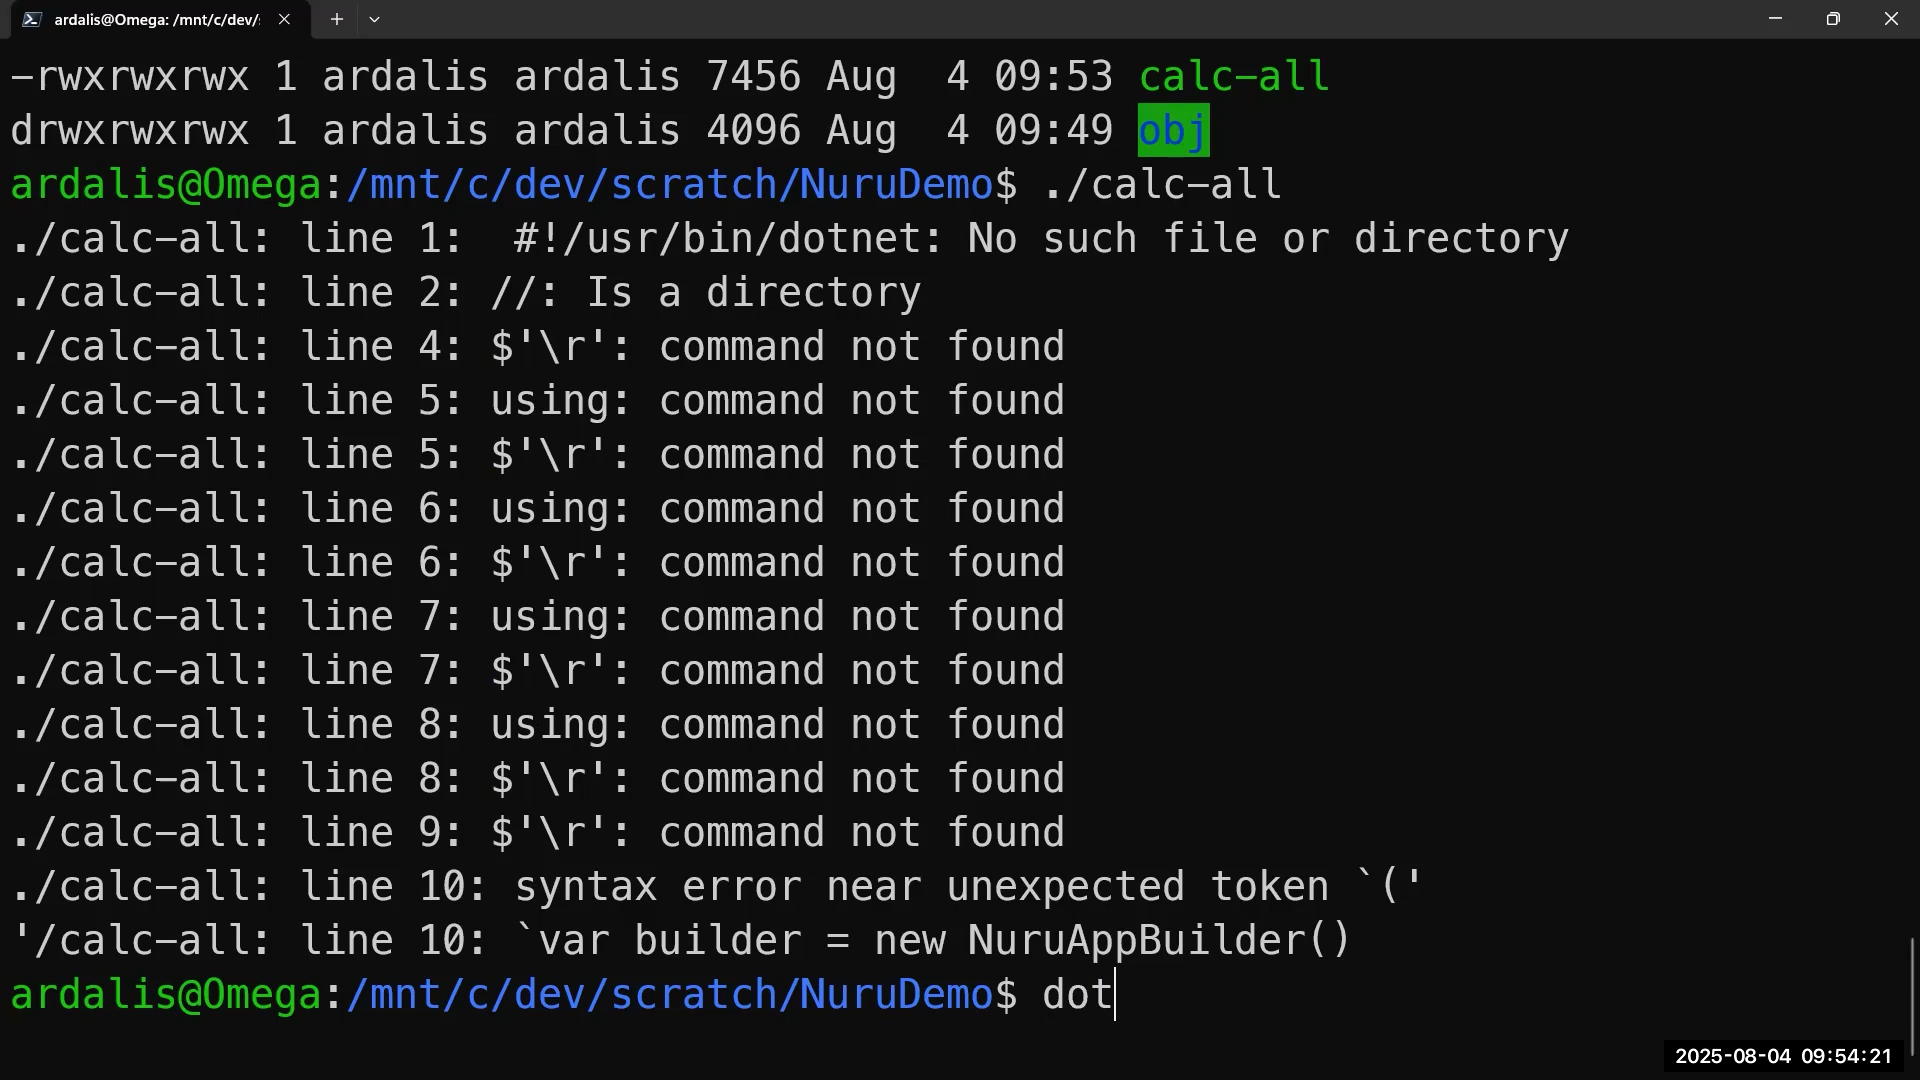 ardalis@Omega: /mnt/c/dev/:
-rwxrwxrwx 1 ardalis ardalis 7456 Aug  4 09:53 calc-all
drwxrwxrwx 1 ardalis ardalis 4096 Aug  4 09:49 obj
ardalis@Omega:/mnt/c/dev/scratch/NuruDemo$ ./calc-all
./calc-all: line 1:  #!/usr/bin/dotnet: No such file or directory
./calc-all: line 2: //: Is a directory
./calc-all: line 4: $'\r': command not found
./calc-all: line 5: using: command not found
./calc-all: line 5: $'\r': command not found
./calc-all: line 6: using: command not found
./calc-all: line 6: $'\r': command not found
./calc-all: line 7: using: command not found
./calc-all: line 7: $'\r': command not found
./calc-all: line 8: using: command not found
./calc-all: line 8: $'\r': command not found
./calc-all: line 9: $'\r': command not found
./calc-all: line 10: syntax error near unexpected token `('
'/calc-all: line 10: `var builder = new NuruAppBuilder()
ardalis@Omega:/mnt/c/dev/scratch/NuruDemo$ dot
2025-08-04 09:54:21